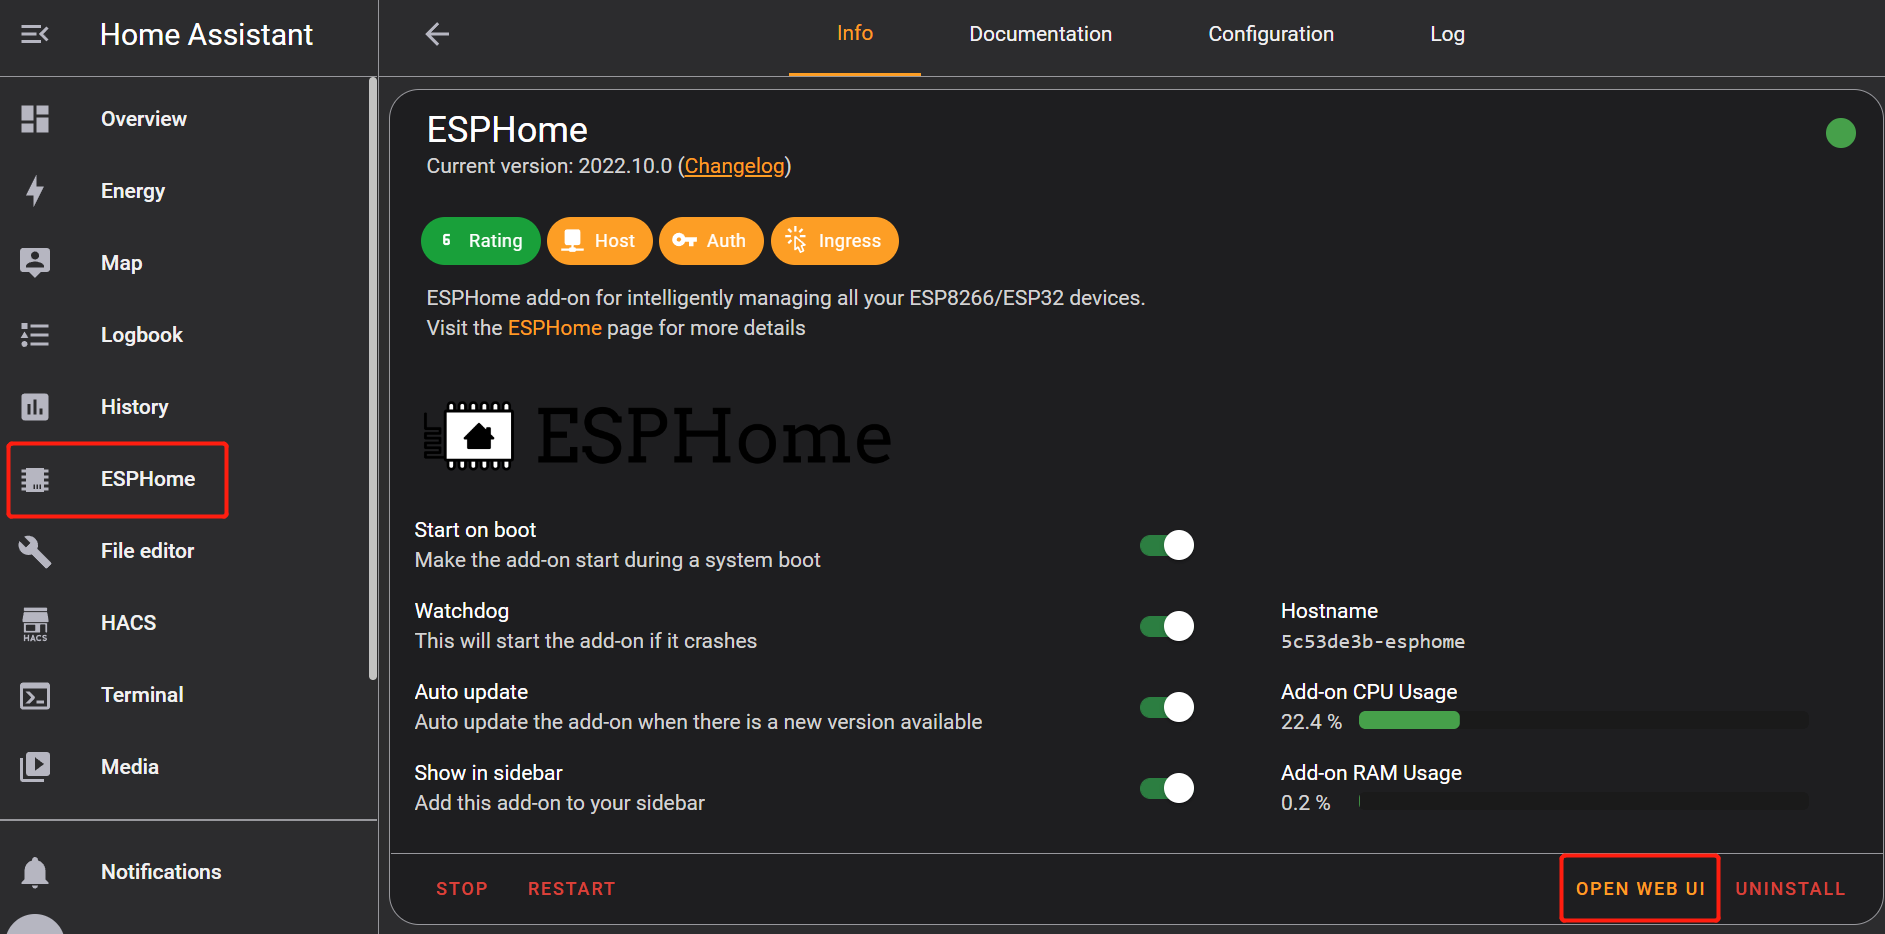 Home Assistant
Overview
Energy
Map
Logbook
History
ESPHome
File editor
HACS
HACS
Terminal
Media
Notifications
Info Documentation Configuration Log
ESPHome
Current version: 2022.10.0 (Changelog)
6 Rating Host Auth Ingress
ESPHome add-on for intelligently managing all your ESP8266/ESP32 devices.
Visit the ESPHome page for more details
ESPHome
Start on boot
Make the add-on start during a system boot
Watchdog
This will start the add-on if it crashes
Auto update
Auto update the add-on when there is a new version available
Show in sidebar
Add this add-on to your sidebar
Hostname
5c53de3b-esphome
Add-on CPU Usage
22.4 %
Add-on RAM Usage
0.2 %
STOP RESTART OPEN WEB UI UNINSTALL